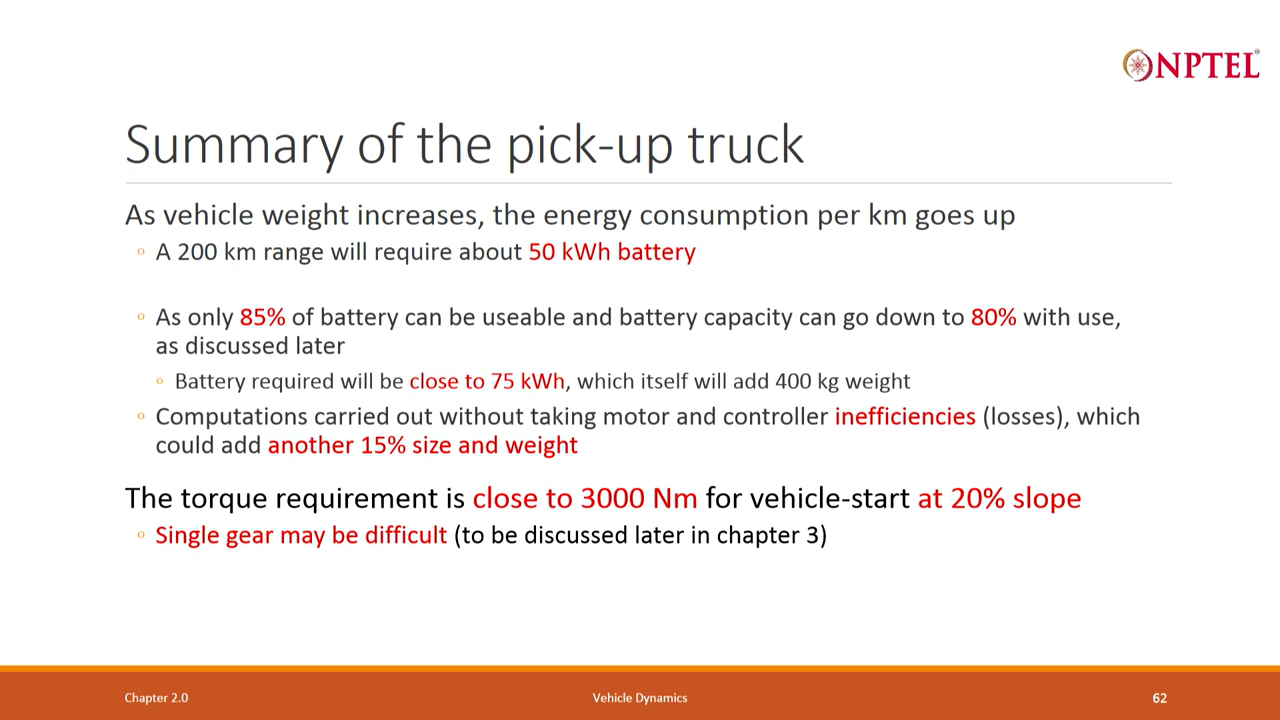 NPTEL
Summary of the pick-up truck
As vehicle weight increases, the energy consumption per km goes up
◦ A 200 km range will require about 50 kWh battery
◦ As only 85% of battery can be useable and battery capacity can go down to 80% with use,
as discussed later
◦ Battery required will be close to 75 kWh, which itself will add 400 kg weight
◦ Computations carried out without taking motor and controller inefficiencies (losses), which
could add another 15% size and weight
The torque requirement is close to 3000 Nm for vehicle-start at 20% slope
◦ Single gear may be difficult (to be discussed later in chapter 3)
Chapter 2.0
Vehicle Dynamics
62